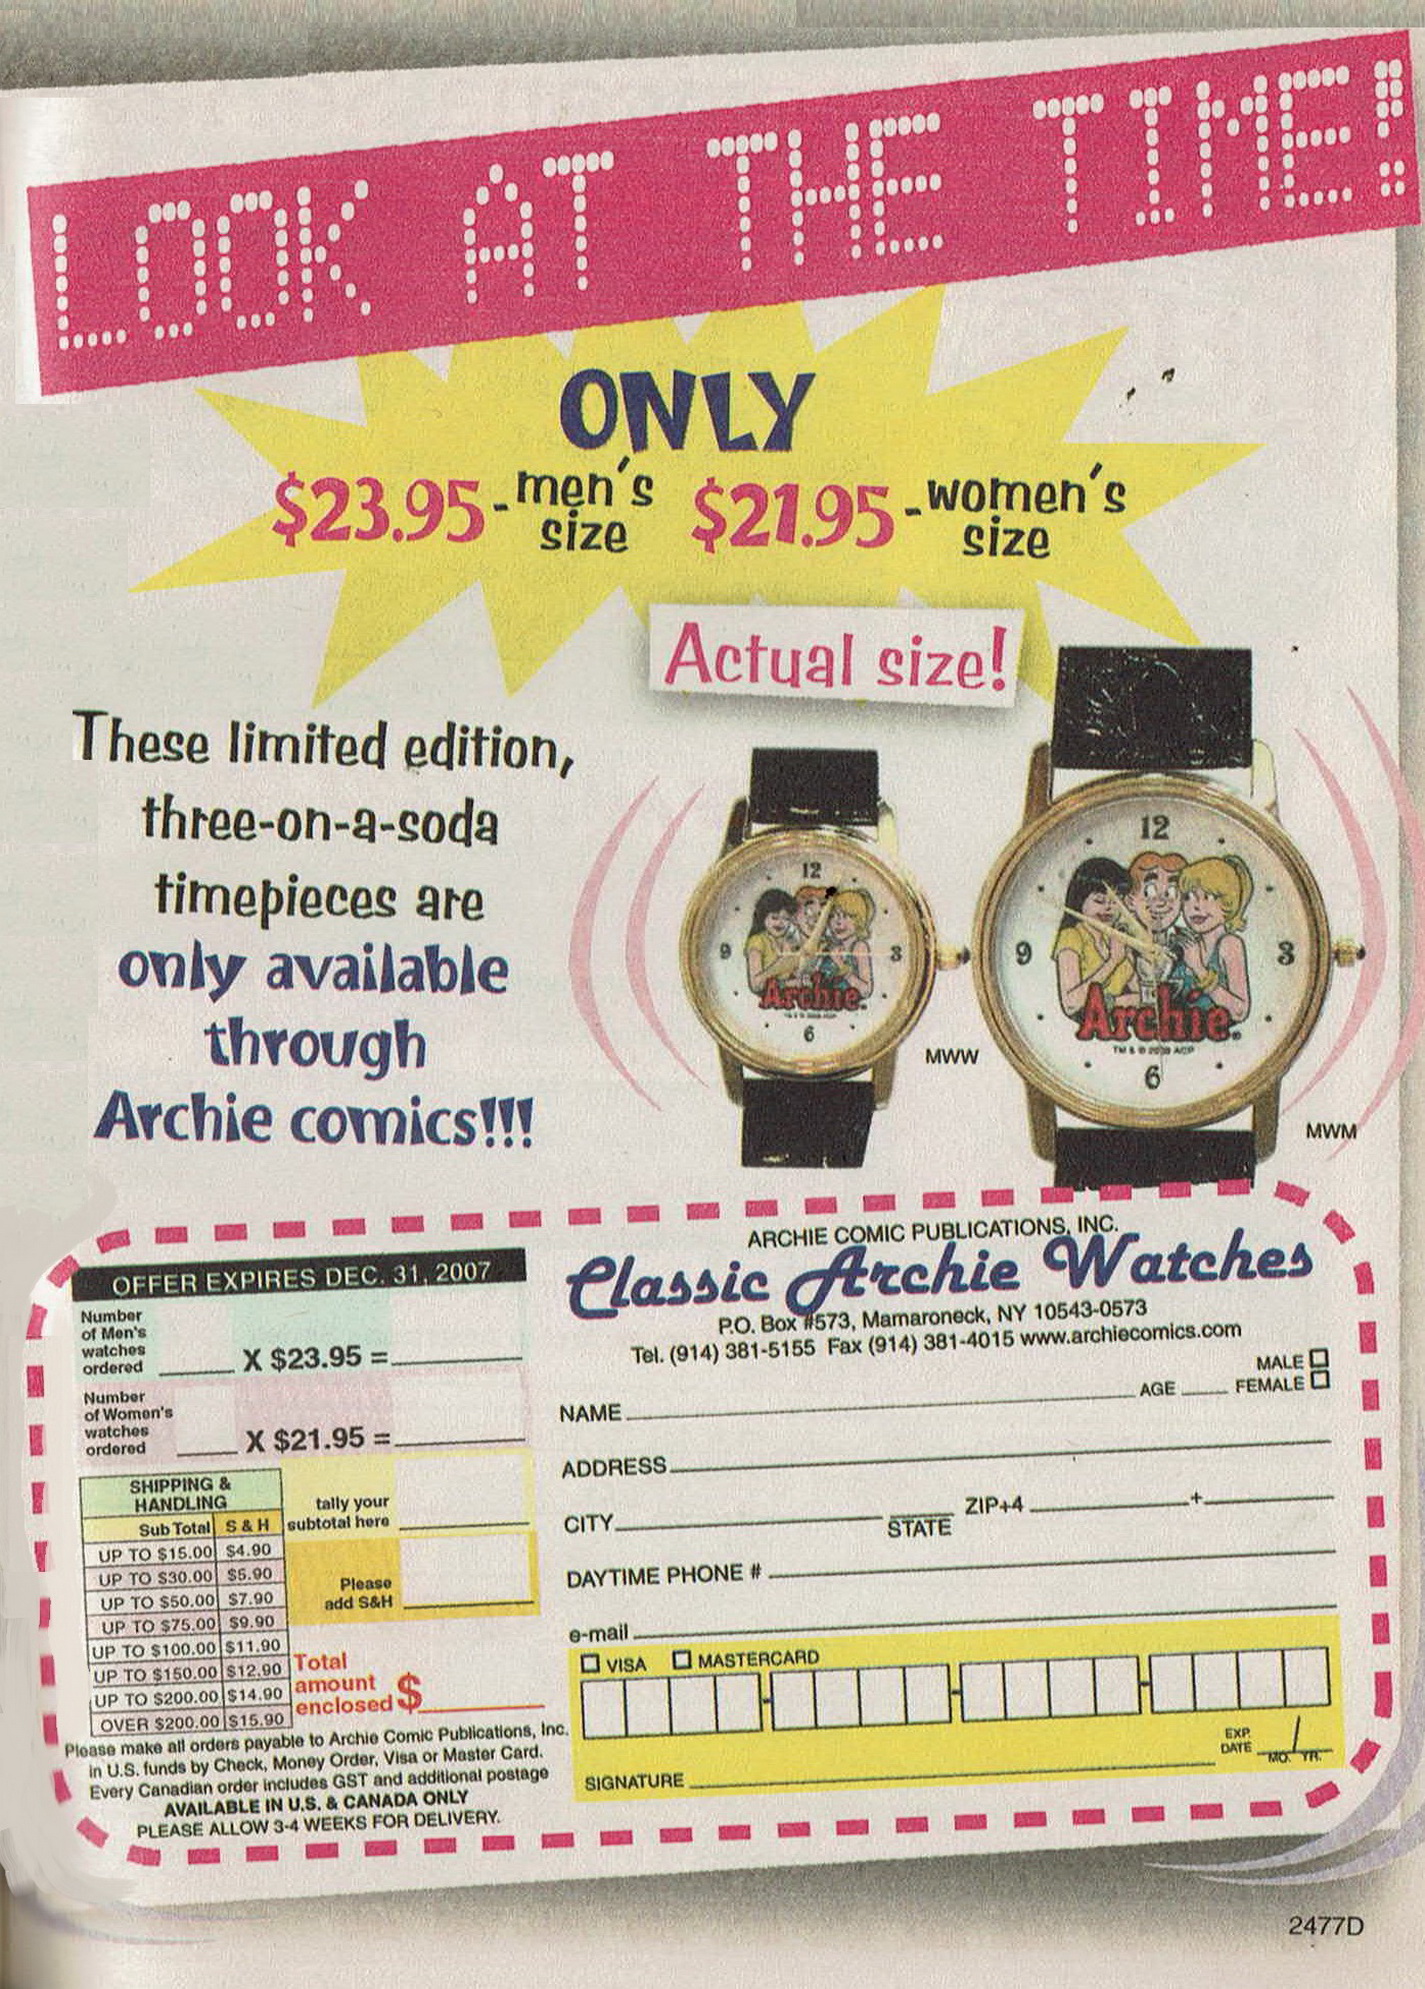 LOOK AT THE TIME!!
ONLY
$23.95- men's size $21.95- women's size
Actual size!
These limited edition,
three-on-a-soda
timepieces are
only available
through
Archie comics!!!
12
9 3
Archie.
6
MWW
12
9 3
Archie.
TM & © 2000 ACP
6
MWM
OFFER EXPIRES DEC. 31, 2007
Number
of Men's
watches
ordered ____ X $23.95 = ____
Number
of Women's
watches
ordered ____ X $21.95 = ____
SHIPPING &
HANDLING
Sub Total S & H
UP TO $15.00 $4.90
UP TO $30.00 $5.90
UP TO $50.00 $7.90
UP TO $75.00 $9.90
UP TO $100.00 $11.90
UP TO $150.00 $12.90
UP TO $200.00 $14.90
OVER $200.00 $15.90
tally your
subtotal here
Please
add S&H
Total
amount
enclosed $
Please make all orders payable to Archie Comic Publications, Inc.
in U.S. funds by Check, Money Order, Visa or Master Card.
Every Canadian order includes GST and additional postage
AVAILABLE IN U.S. & CANADA ONLY
PLEASE ALLOW 3-4 WEEKS FOR DELIVERY.
ARCHIE COMIC PUBLICATIONS, INC.
Classic Archie Watches
P.O. Box #573, Mamaroneck, NY 10543-0573
Tel. (914) 381-5155 Fax (914) 381-4015 www.archiecomics.com
MALE
NAME AGE FEMALE
ADDRESS
CITY STATE ZIP+4 +
DAYTIME PHONE #
e-mail
VISA MASTERCARD
- - -
EXP. DATE / MO. YR.
SIGNATURE
2477D